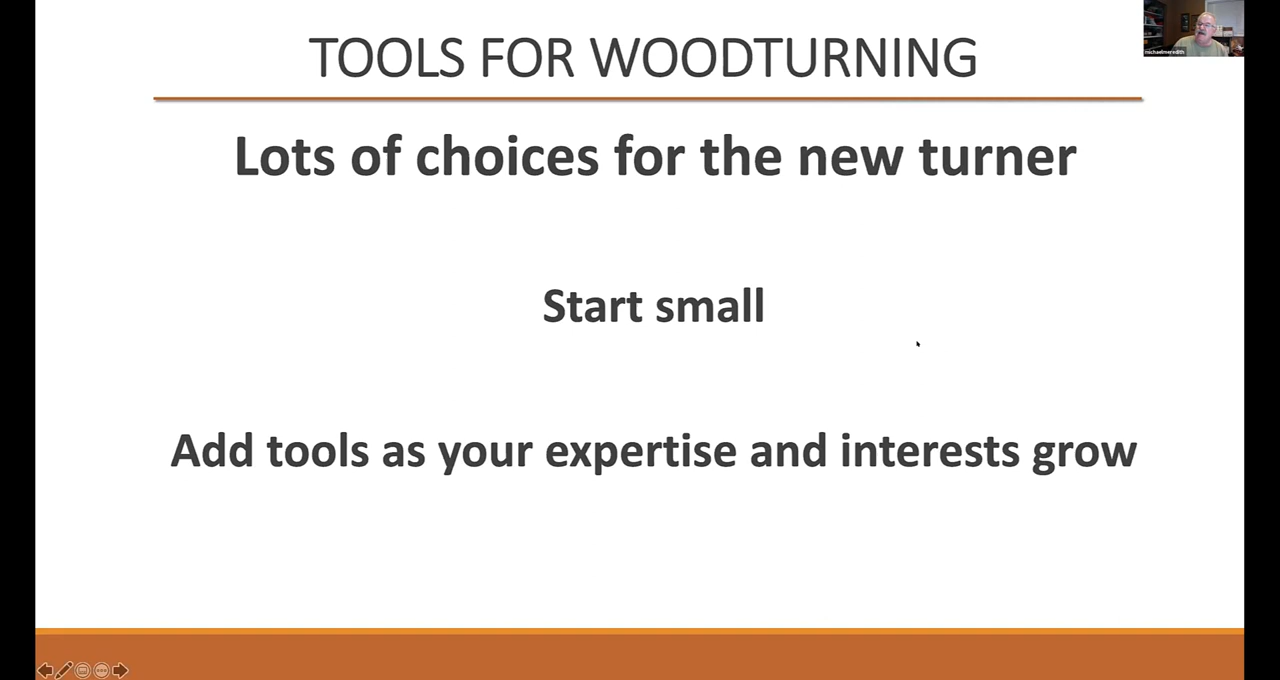 TOOLS FOR WOODTURNING
michaelmeredith
Lots of choices for the new turner
Start small
Add tools as your expertise and interests grow